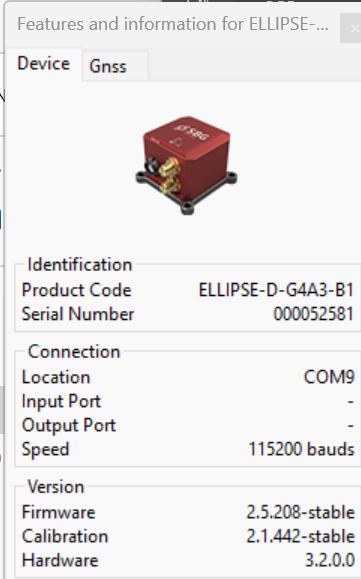 Features and information for ELLIPSE-...
Device Gnss
SBG
Identification
Product Code ELLIPSE-D-G4A3-B1
Serial Number 000052581
Connection
Location COM9
Input Port -
Output Port -
Speed 115200 bauds
Version
Firmware 2.5.208-stable
Calibration 2.1.442-stable
Hardware 3.2.0.0